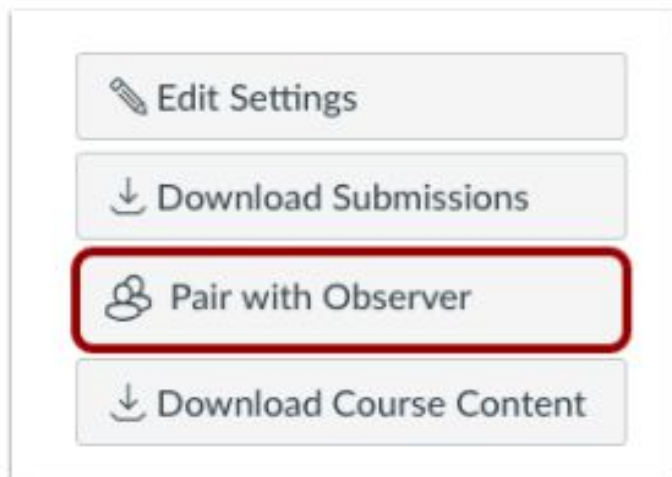 Edit Settings
Download Submissions
Pair with Observer
Download Course Content